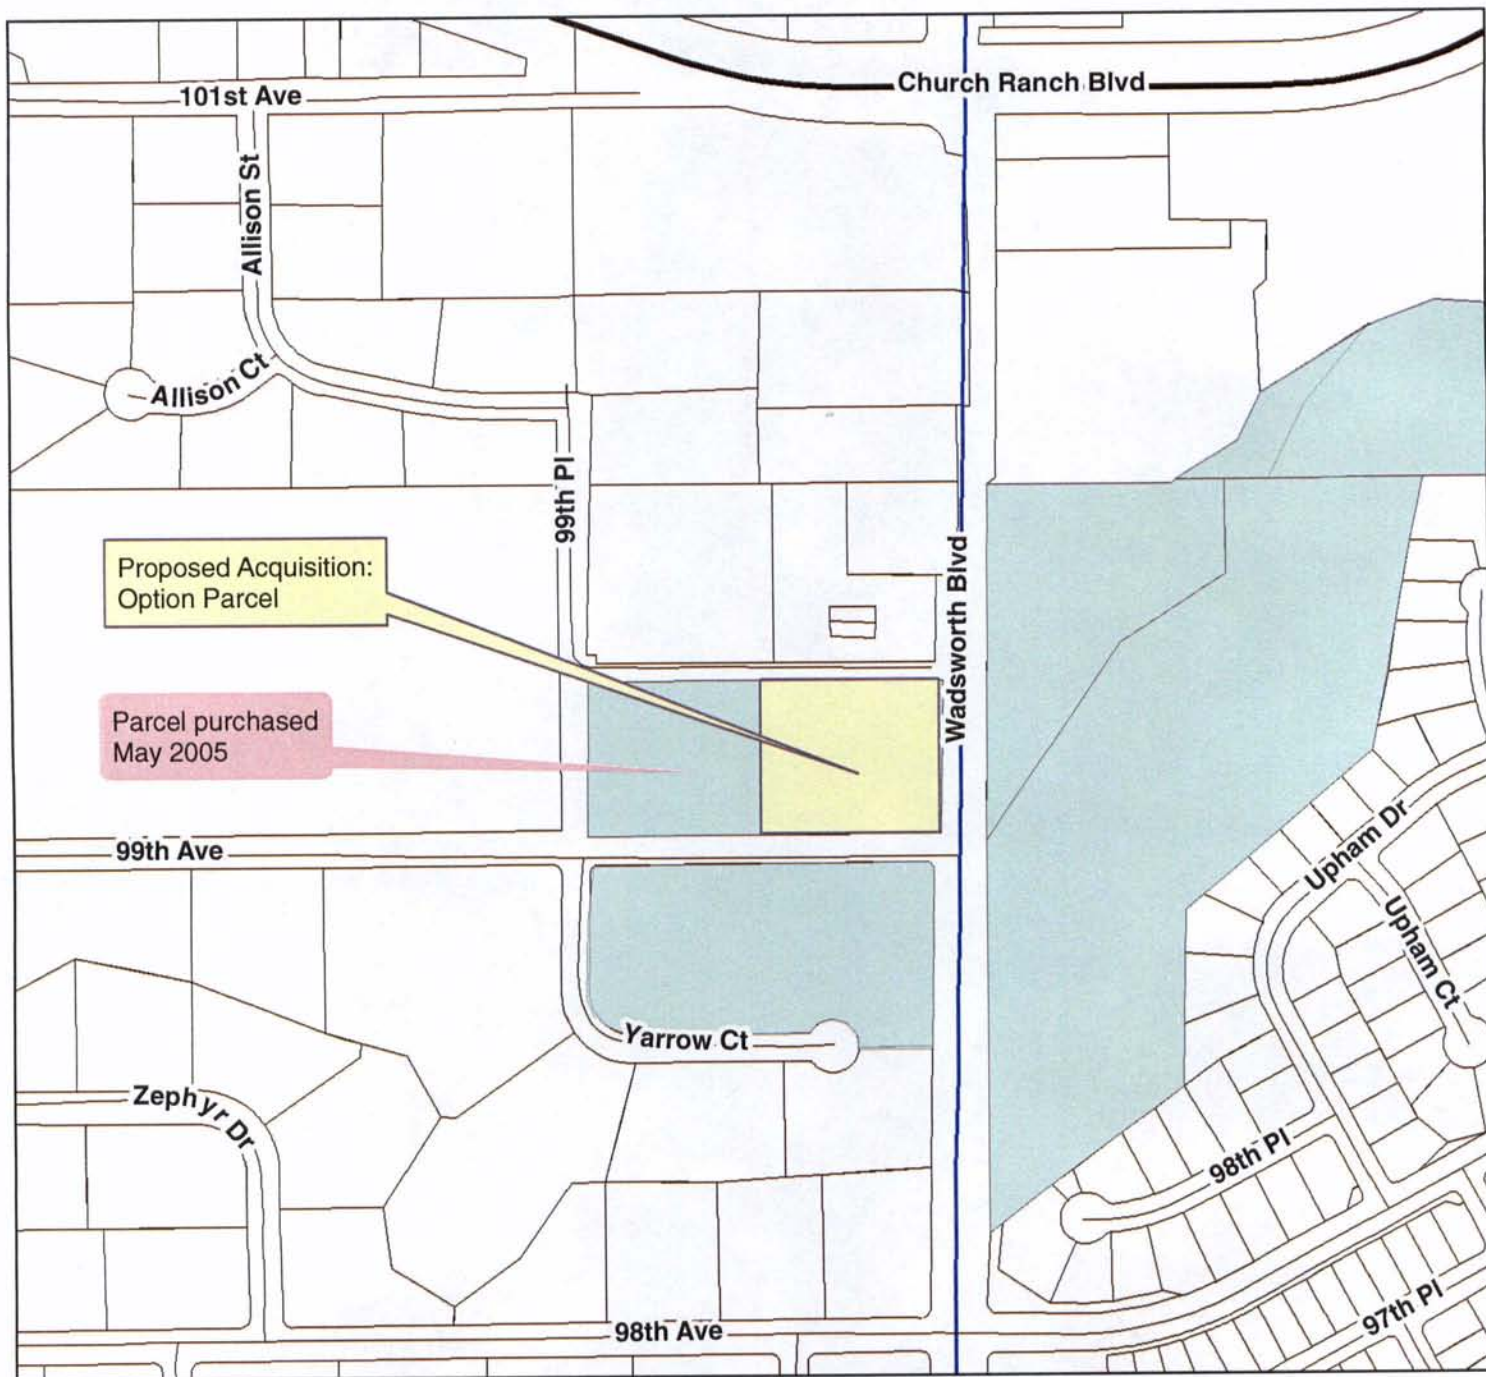 Church Ranch Blvd
101st Ave
Allison St
Allison Ct
99th Pl
Proposed Acquisition:
Option Parcel
Wadsworth Blvd
Parcel purchased
May 2005
99th Ave
Upham Dr
Upham Ct
Yarrow Ct
Zephyr Dr
98th Pl
98th Ave
97th Pl